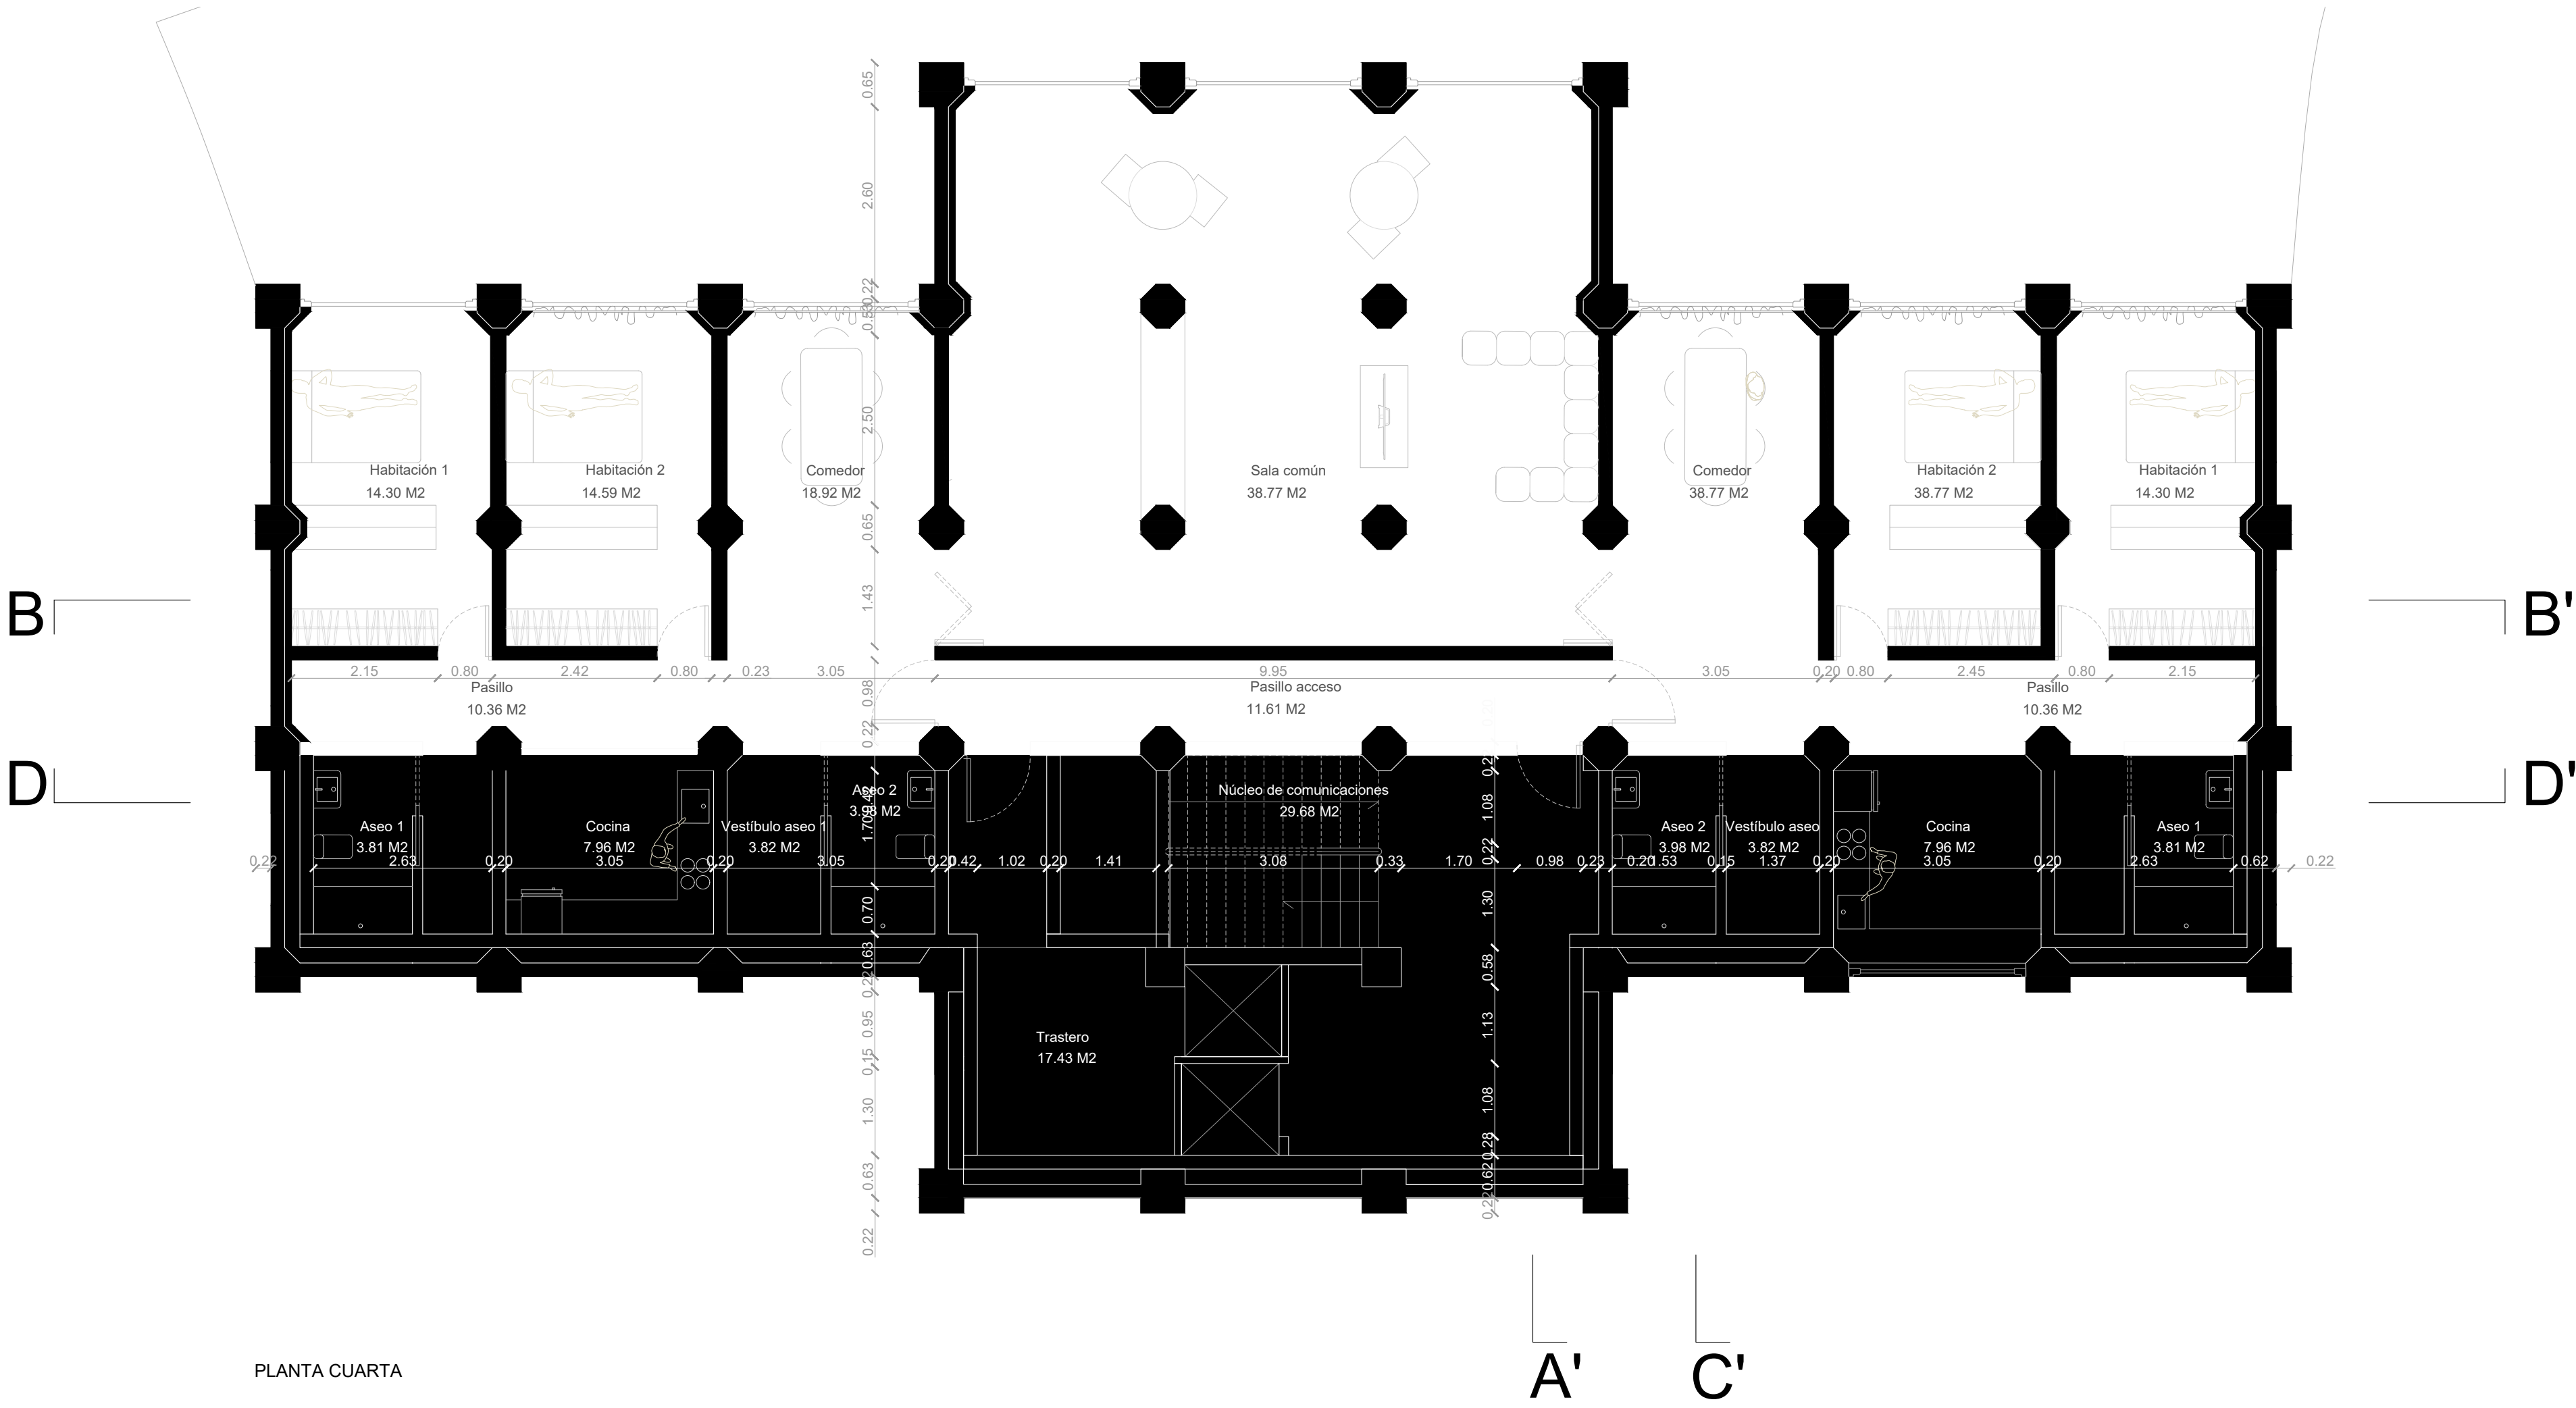 0.65
2.60
0.22
2.50
Habitación 1
14.30 M2
Habitación 2
14.59 M2
Comedor
18.92 M2
Sala común
38.77 M2
Comedor
38.77 M2
Habitación 2
38.77 M2
Habitación 1
14.30 M2
0.65
1.43
B
B'
2.15
0.80
2.42
0.80
0.23
3.05
9.95
3.05
0.20
0.80
2.45
0.80
2.15
Pasillo
10.36 M2
0.98
Pasillo acceso
11.61 M2
Pasillo
10.36 M2
0.22
D
D'
Aseo 1
3.81 M2
Cocina
7.96 M2
Vestíbulo aseo 1
3.82 M2
Aseo 2
3.98 M2
Núcleo de comunicaciones
29.68 M2
1.08
Aseo 2
3.98 M2
Vestíbulo aseo
3.82 M2
Cocina
7.96 M2
Aseo 1
3.81 M2
1.70
0.22
0.22
2.63
0.20
3.05
0.20
3.05
0.20
0.42
1.02
0.20
1.41
3.08
0.33
1.70
0.98
0.23
0.20
1.53
0.15
1.37
0.20
3.05
0.20
2.63
0.62
0.22
0.70
1.30
0.63
0.58
0.22
0.95
1.13
0.15
Trastero
17.43 M2
1.30
1.08
0.28
0.63
0.62
0.22
0.22
PLANTA CUARTA
A'
C'